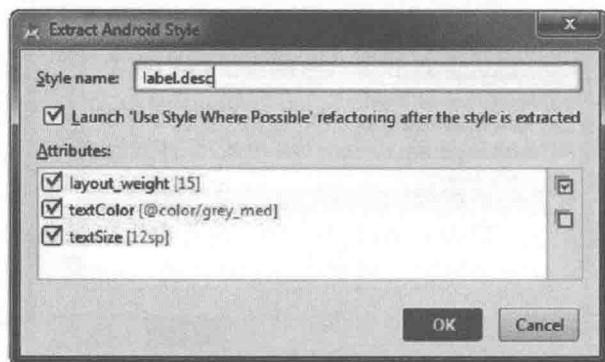 Extract Android Style
x
Style name: label.desc
Launch 'Use Style Where Possible' refactoring after the style is extracted
Attributes:
layout_weight [15]
textColor [@color/grey_med]
textSize [12sp]
OK Cancel